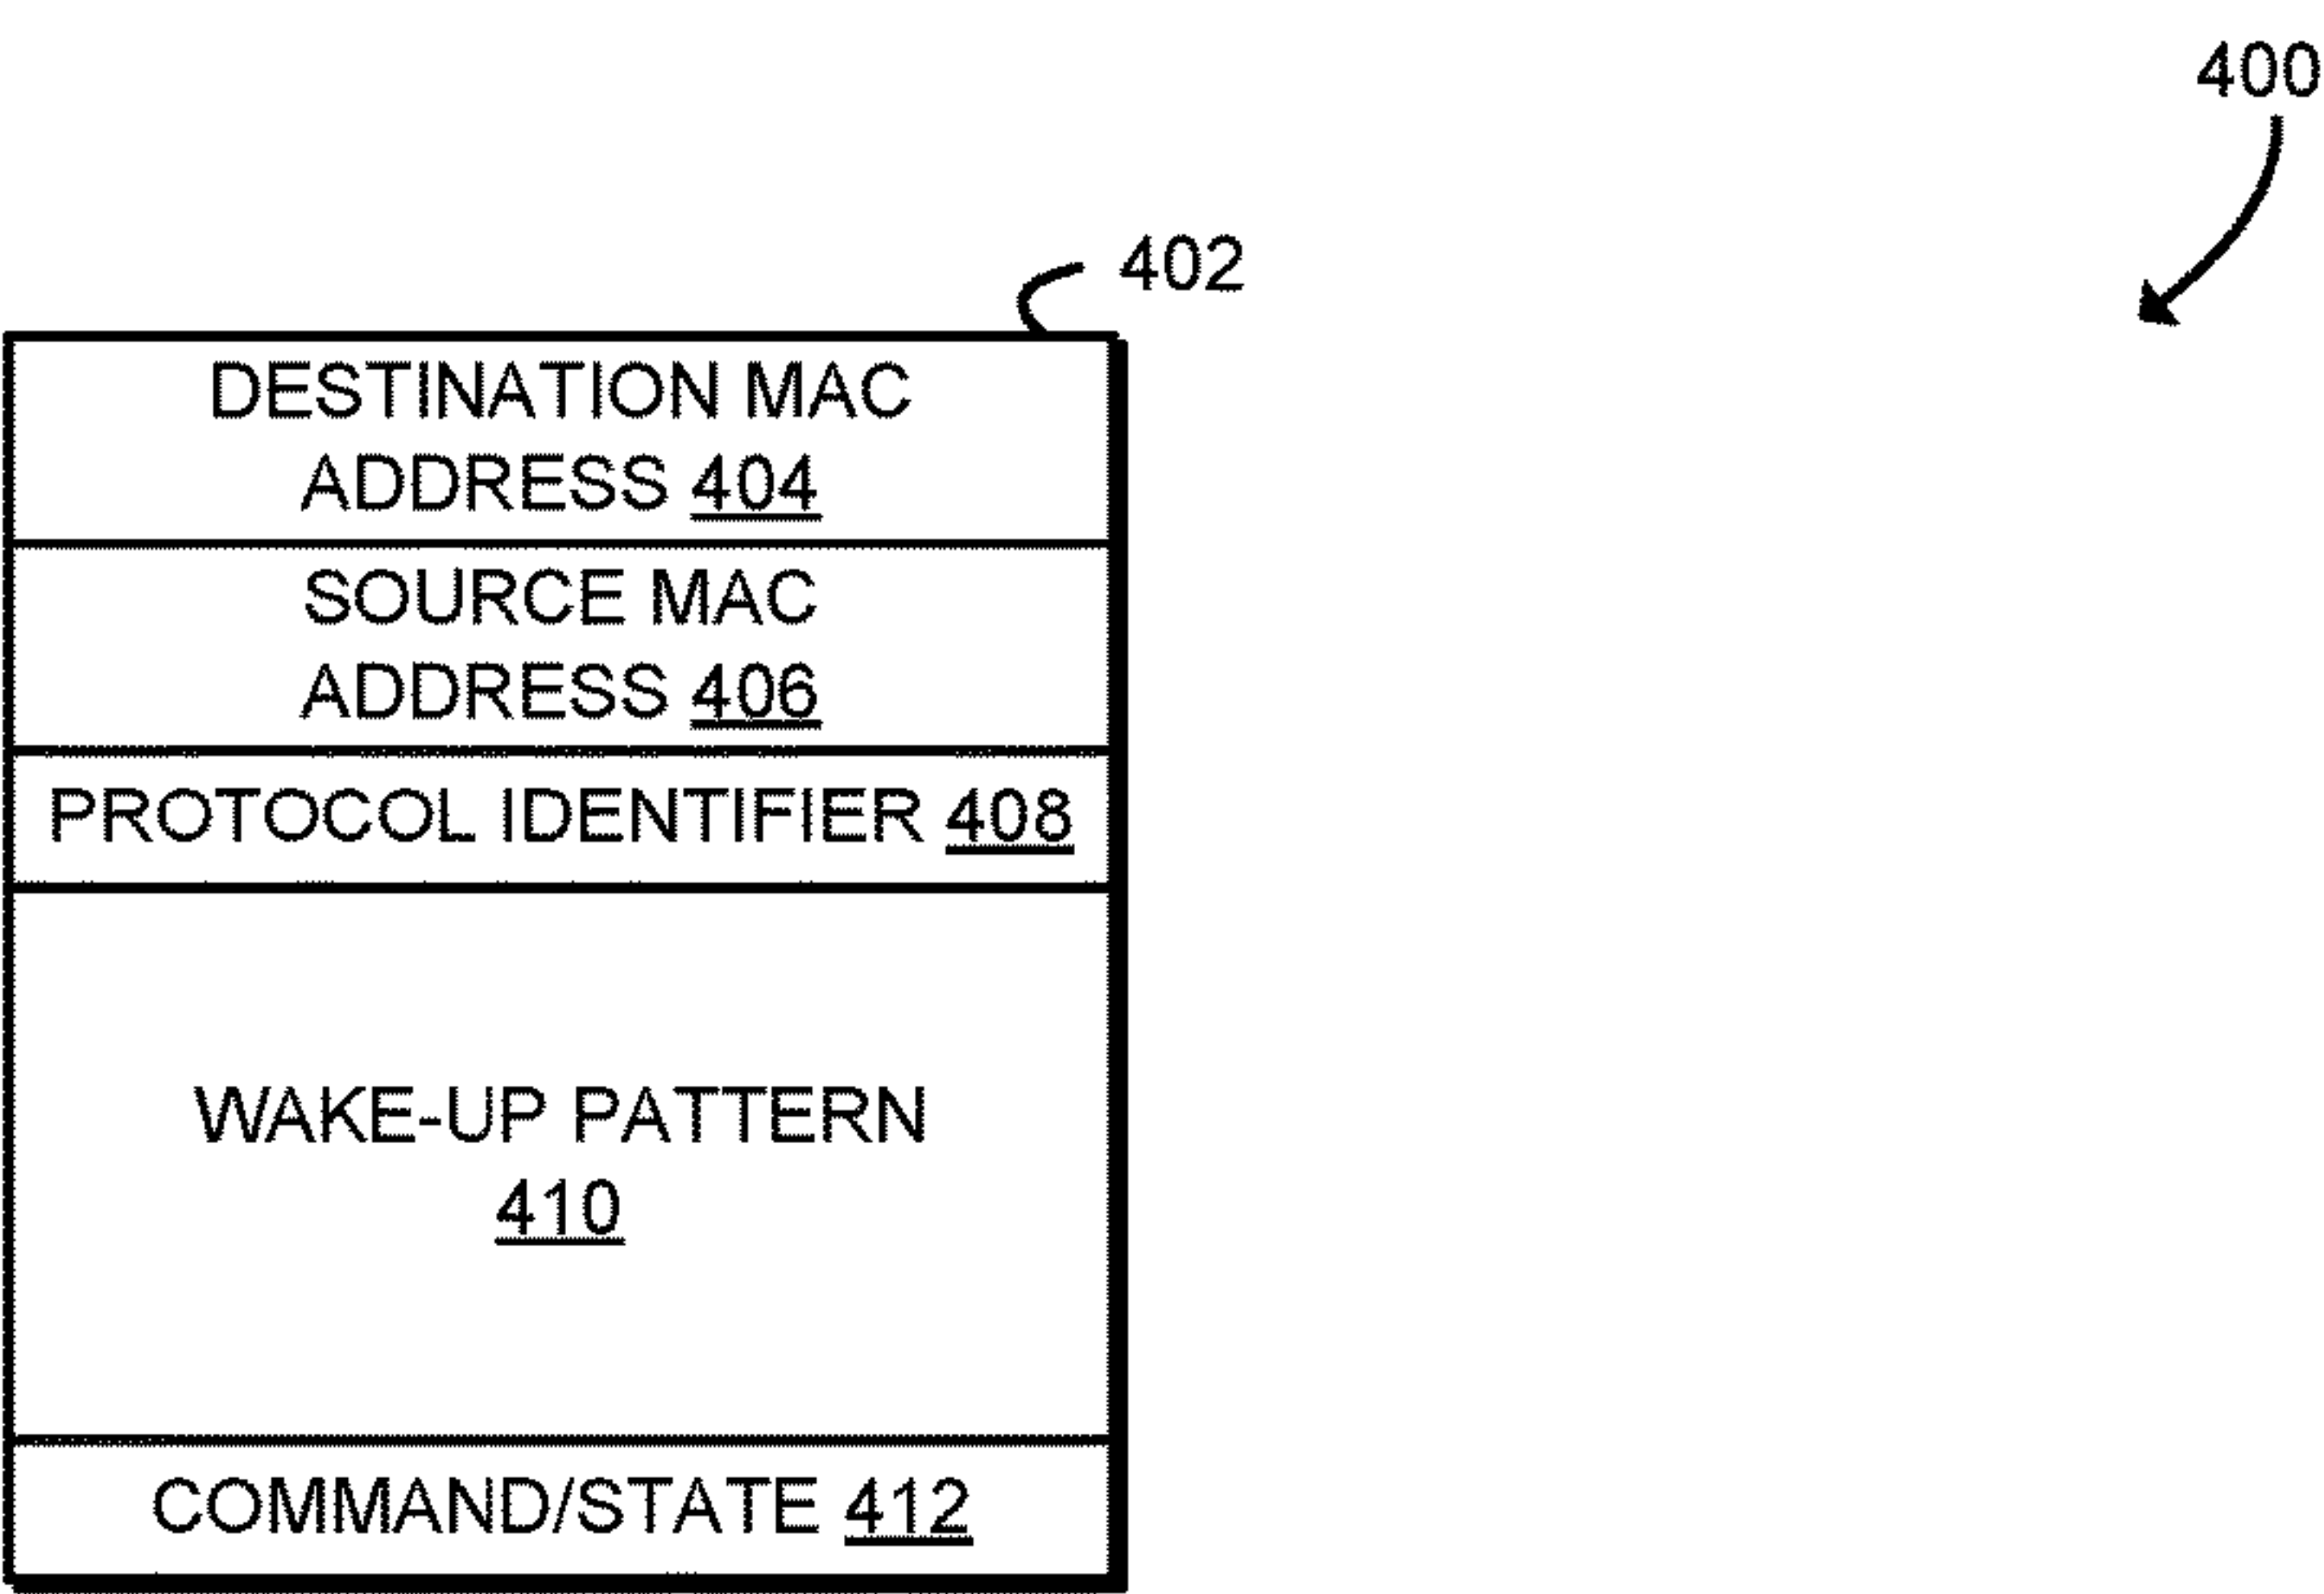 400
402
DESTINATION MAC
ADDRESS 404
SOURCE MAC
ADDRESS 406
PROTOCOL IDENTIFIER 408
WAKE-UP PATTERN
410
COMMAND/STATE 412